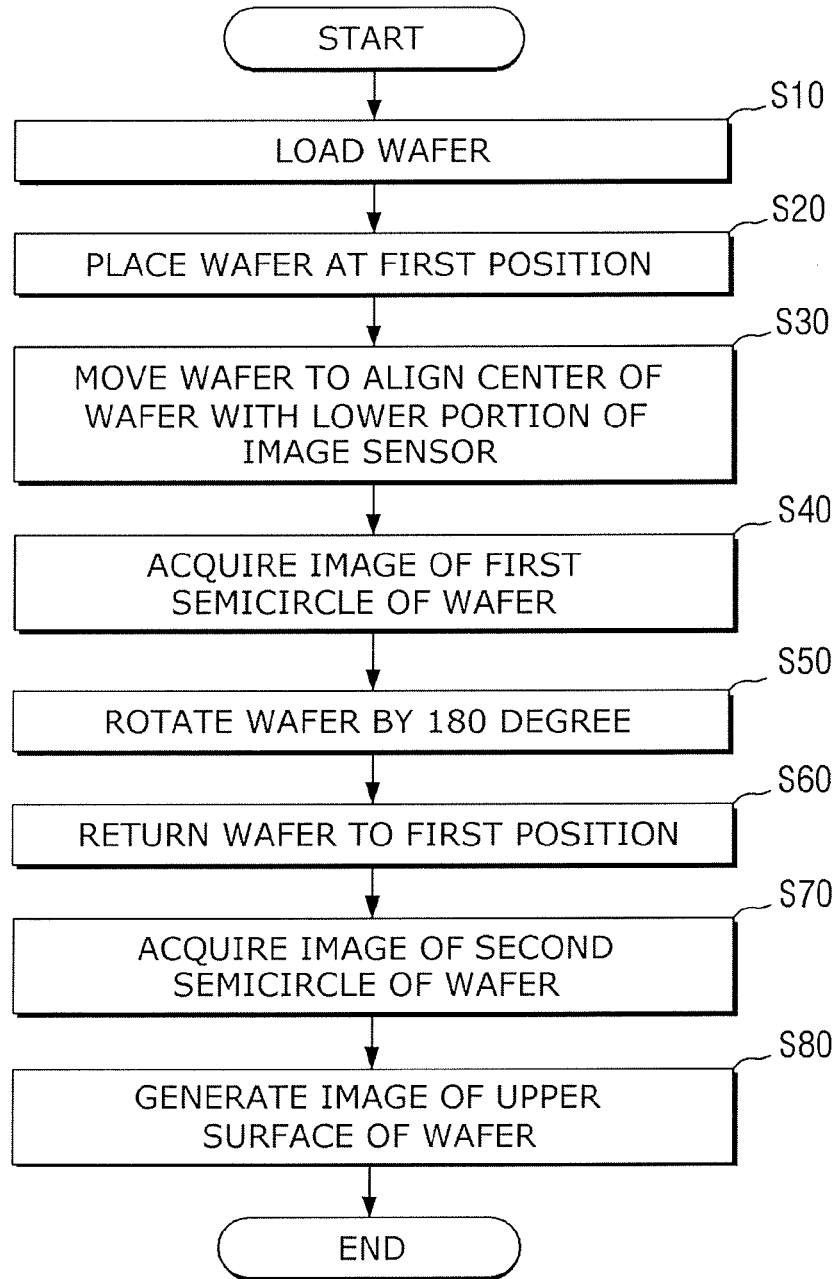 START
S10
LOAD WAFER
S20
PLACE WAFER AT FIRST POSITION
S30
MOVE WAFER TO ALIGN CENTER OF
WAFER WITH LOWER PORTION OF
IMAGE SENSOR
S40
ACQUIRE IMAGE OF FIRST
SEMICIRCLE OF WAFER
S50
ROTATE WAFER BY 180 DEGREE
S60
RETURN WAFER TO FIRST POSITION
S70
ACQUIRE IMAGE OF SECOND
SEMICIRCLE OF WAFER
S80
GENERATE IMAGE OF UPPER
SURFACE OF WAFER
END